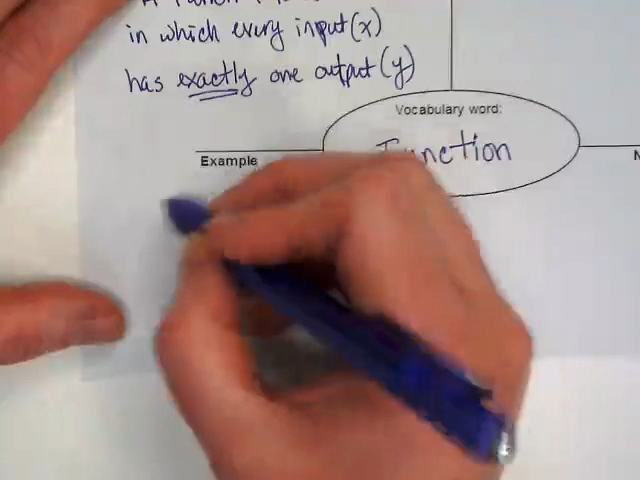 in which every input (x)
has exactly one output (y)
Vocabulary word:
Function
Example